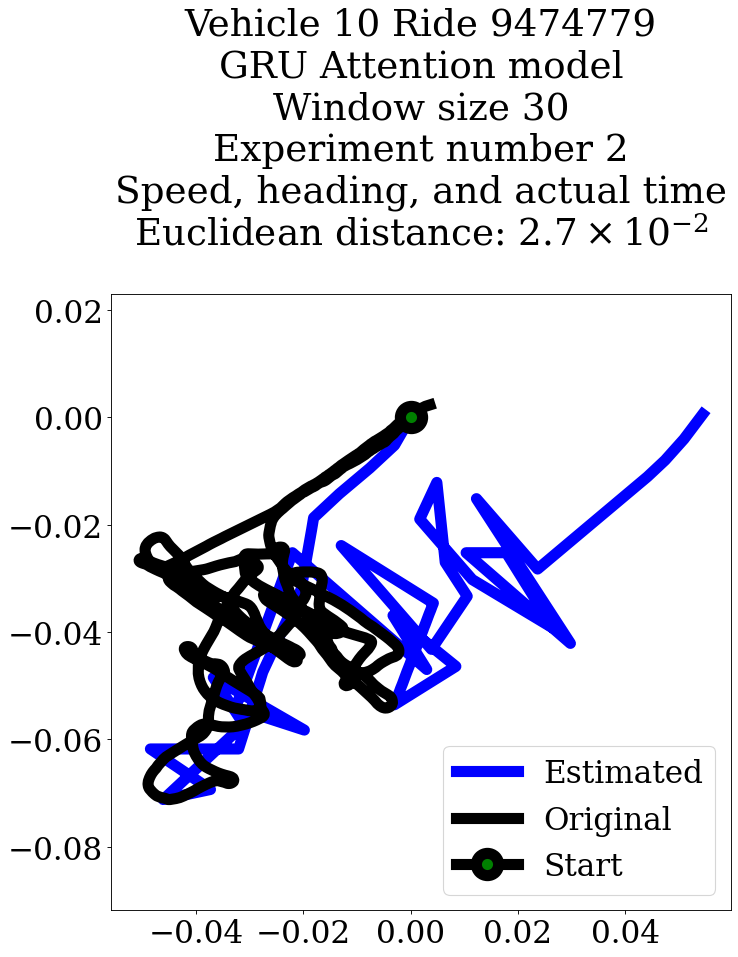 Vehicle 10 Ride 9474779
GRU Attention model
Window size 30
Experiment number 2
Speed, heading, and actual time
Euclidean distance: 2.7 × 10⁻²
0.02
0.00
−0.02
−0.04
−0.06
−0.08
Estimated
Original
Start
−0.04 −0.02 0.00 0.02 0.04